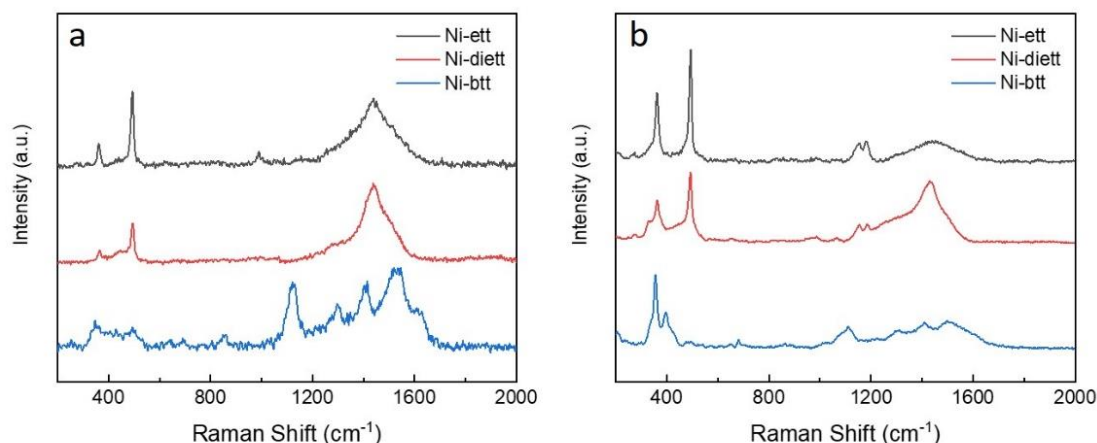 a
Ni-ett
Ni-diett
Ni-btt
Intensity (a.u.)
400 800 1200 1600 2000
Raman Shift (cm⁻¹)
b
Ni-ett
Ni-diett
Ni-btt
Intensity (a.u.)
400 800 1200 1600 2000
Raman Shift (cm⁻¹)